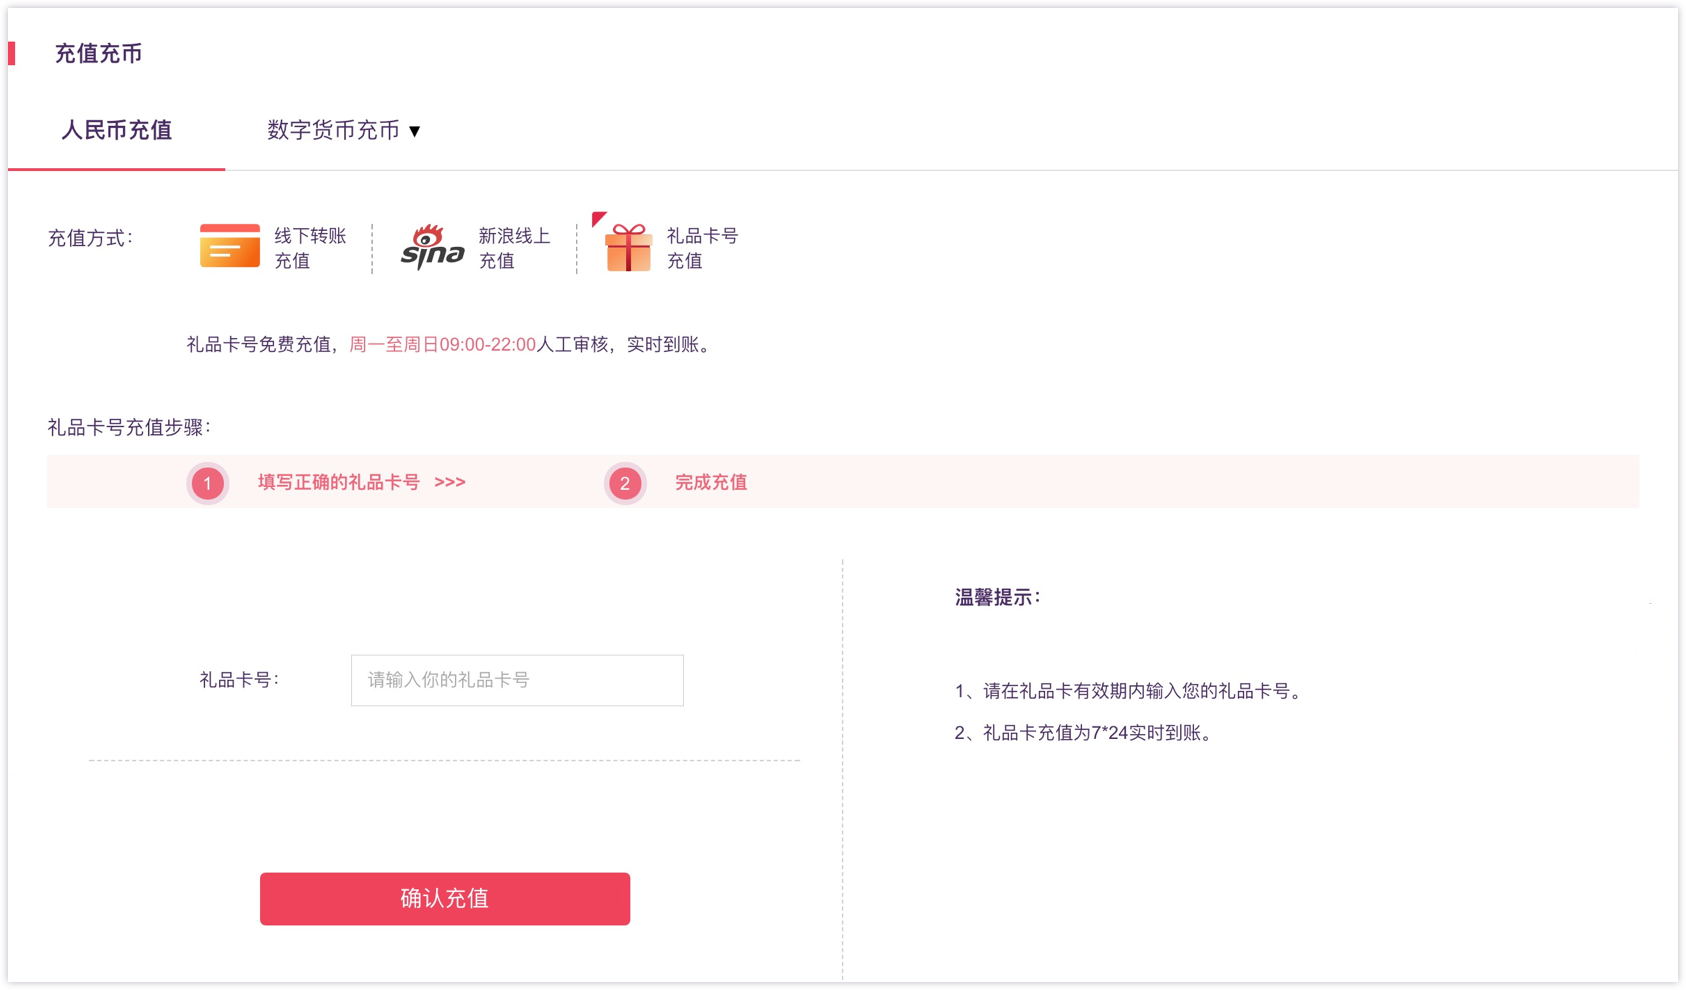 充值充币
人民币充值
数字货币充币 ▼
充值方式：
线下转账
充值
sina
新浪线上
充值
礼品卡号
充值
礼品卡号免费充值，周一至周日09:00-22:00人工审核，实时到账。
礼品卡号充值步骤：
1 填写正确的礼品卡号 >>>
2 完成充值
温馨提示：
礼品卡号：
请输入你的礼品卡号
1、请在礼品卡有效期内输入您的礼品卡号。
2、礼品卡充值为7*24实时到账。
确认充值